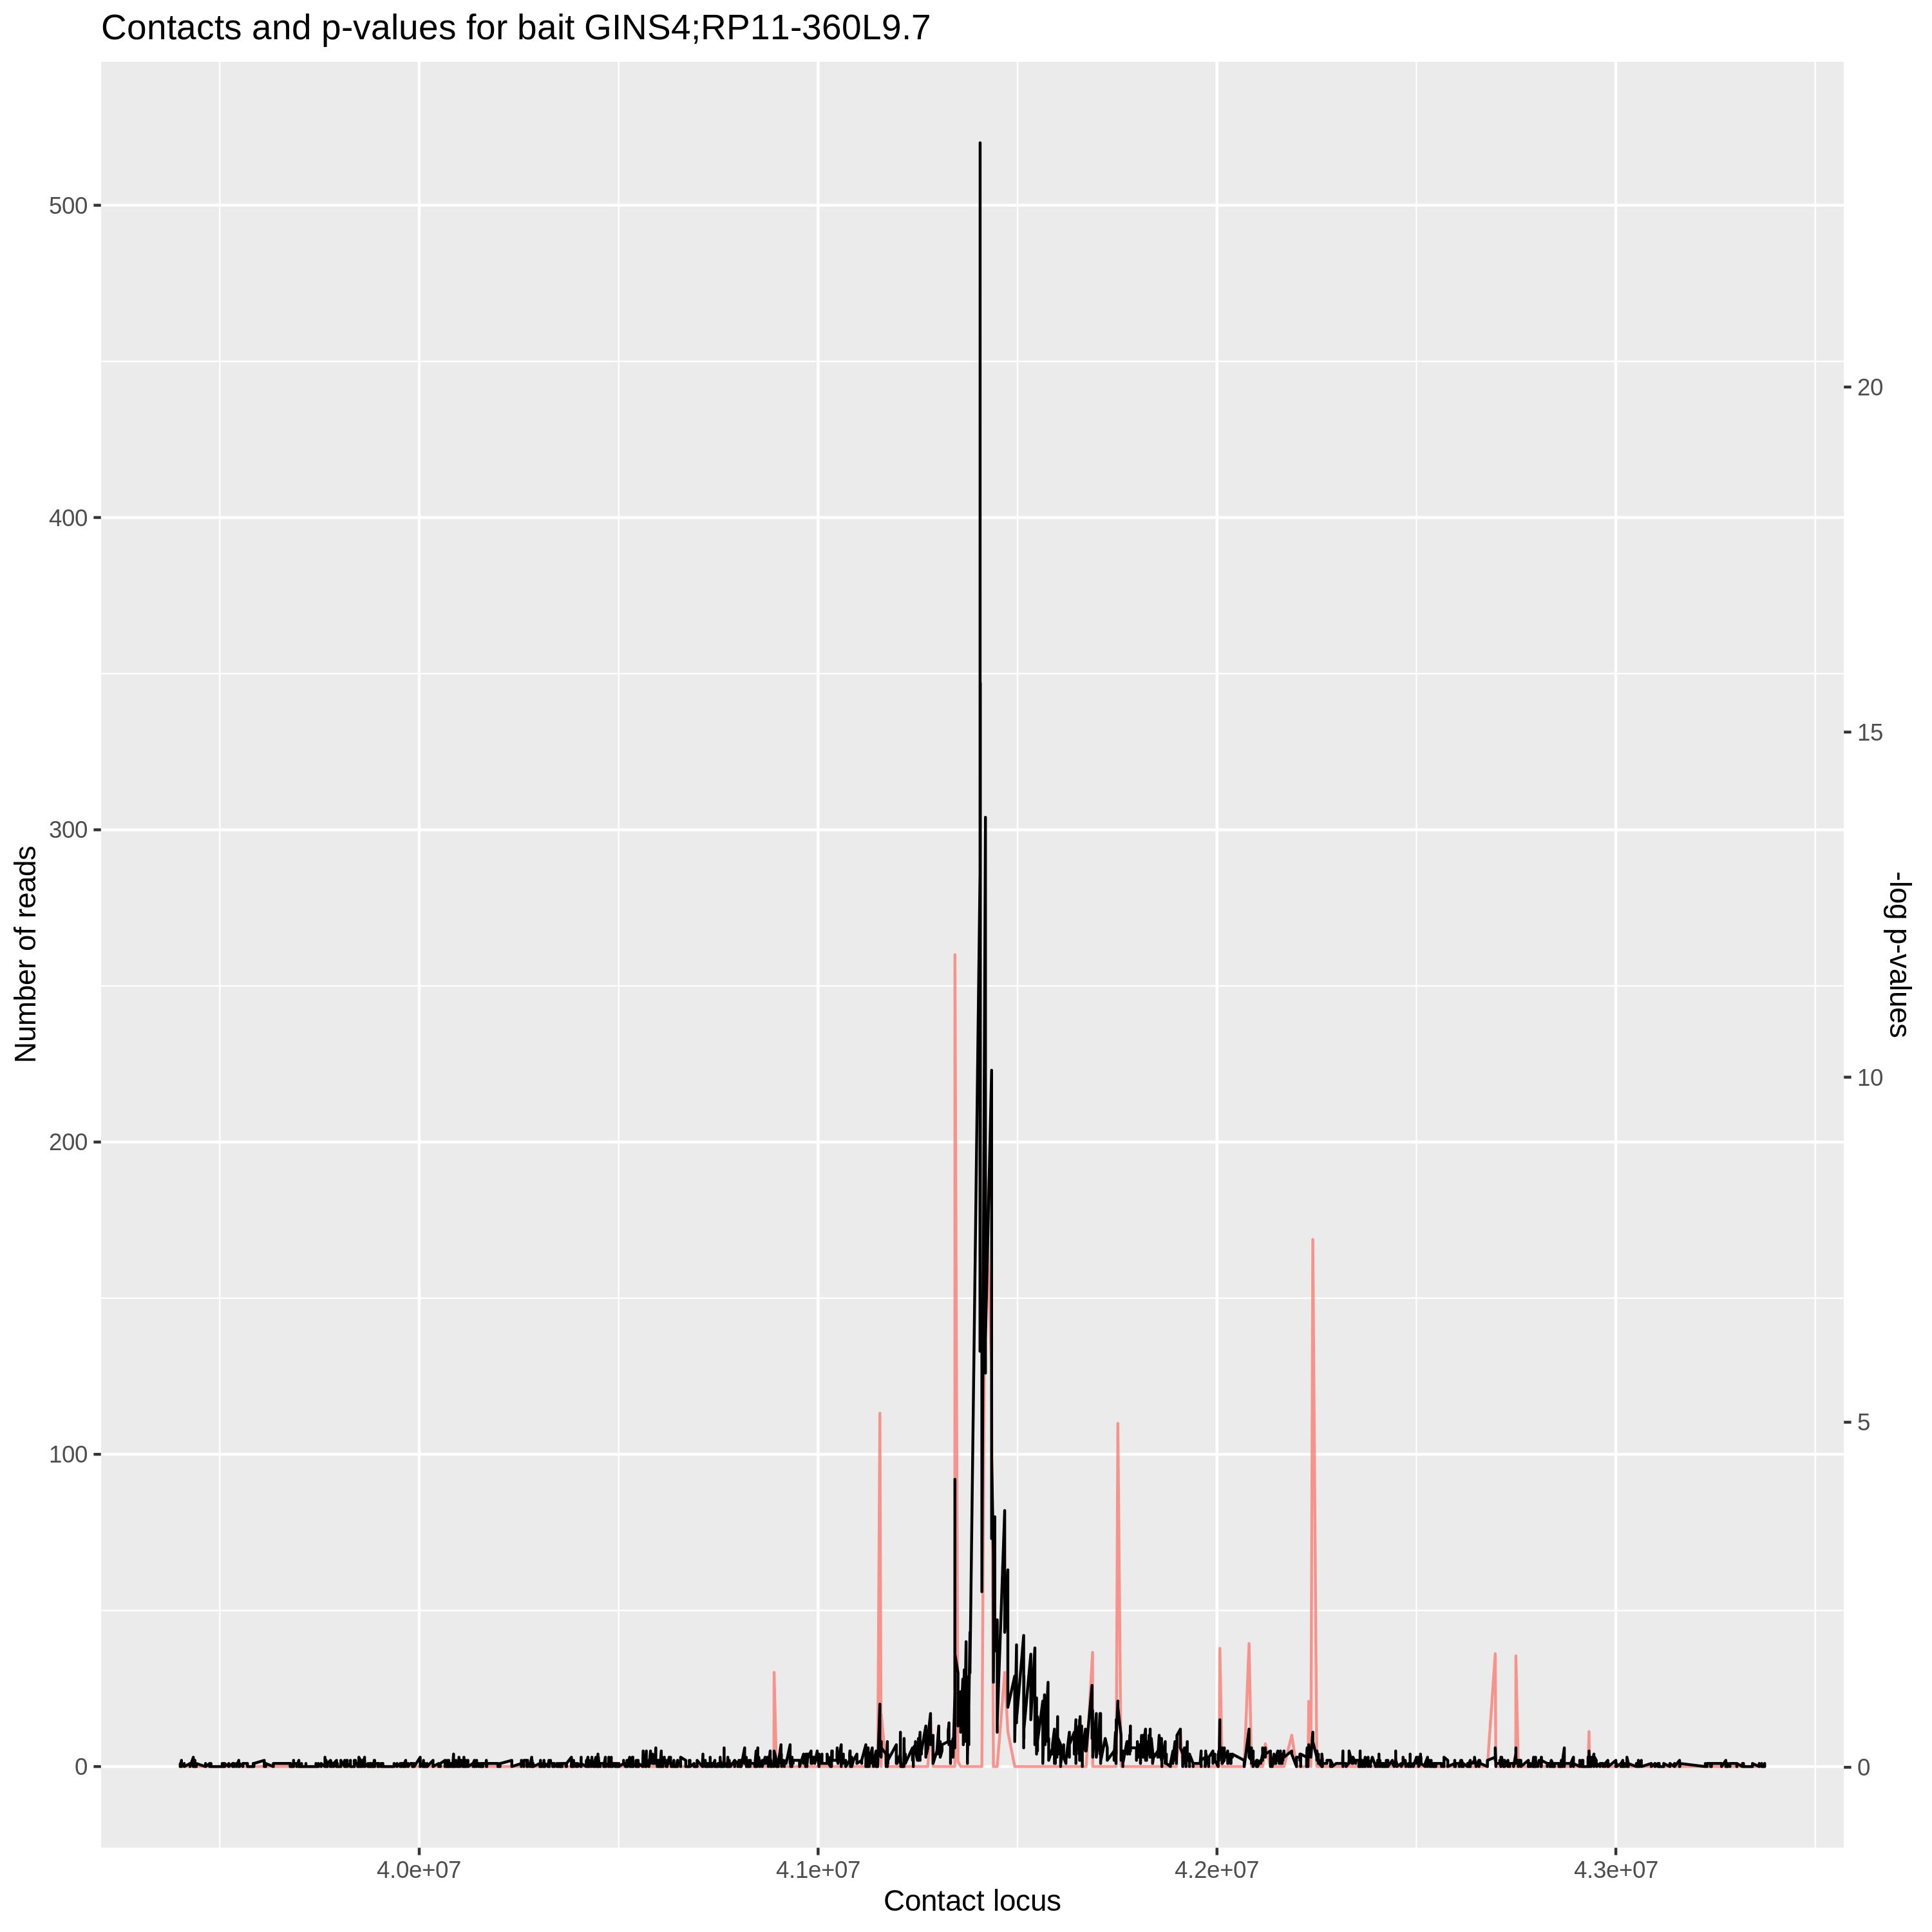 Contacts and p-values for bait GINS4;RP11-360L9.7
500
400
300
200
100
0
Number of reads
20
15
10
5
0
-log p-values
4.0e+07
4.1e+07
4.2e+07
4.3e+07
Contact locus